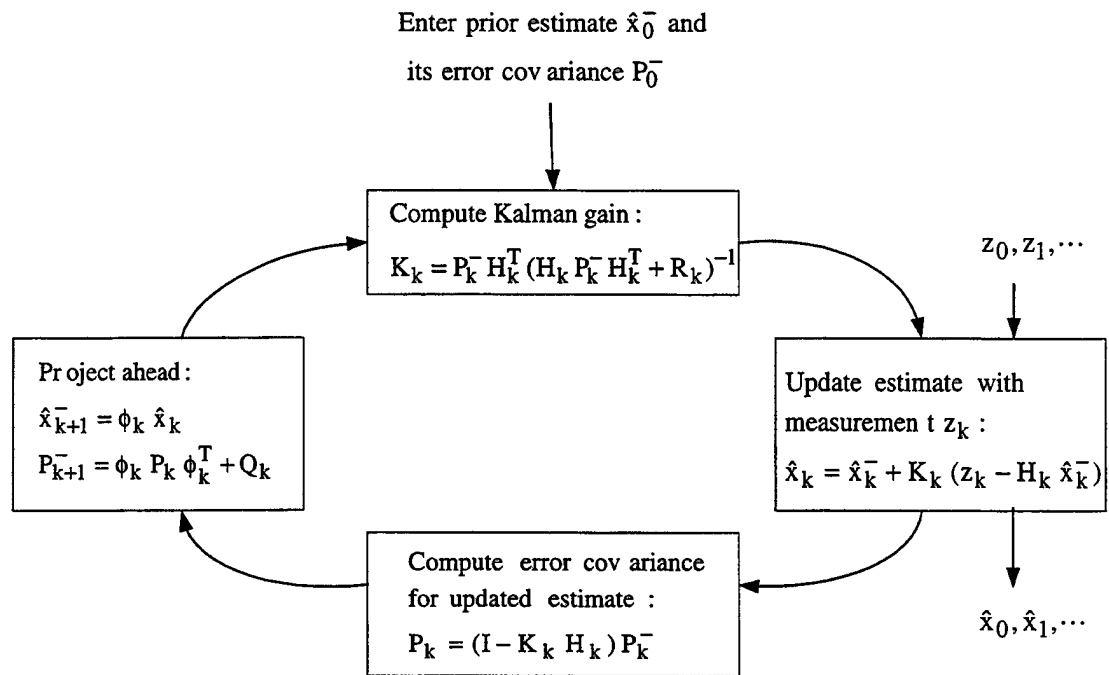 Enter prior estimate x̂₀⁻ and
its error cov ariance P₀⁻
Compute Kalman gain :
Kₖ = Pₖ⁻ Hₖᵀ (Hₖ Pₖ⁻ Hₖᵀ + Rₖ)⁻¹
z₀, z₁, ⋯
Pr oject ahead :
x̂ₖ₊₁⁻ = ϕₖ x̂ₖ
Pₖ₊₁⁻ = ϕₖ Pₖ ϕₖᵀ + Qₖ
Update estimate with
measuremen t zₖ :
x̂ₖ = x̂ₖ⁻ + Kₖ (zₖ − Hₖ x̂ₖ⁻)
Compute error cov ariance
for updated estimate :
Pₖ = (I − Kₖ Hₖ) Pₖ⁻
x̂₀, x̂₁, ⋯